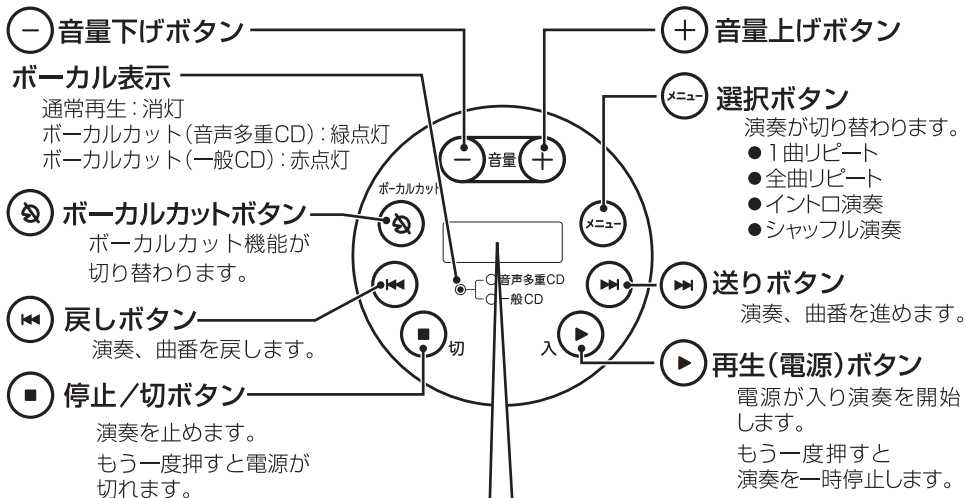 音量下げボタン
ボーカル表示
通常再生：消灯
ボーカルカット（音声多重CD）：緑点灯
ボーカルカット（一般CD）：赤点灯
ボーカルカットボタン
ボーカルカット機能が
切り替わります。
戻しボタン
演奏、曲番を戻します。
停止／切ボタン
演奏を止めます。
もう一度押すと電源が
切れます。
音量
ボーカルカット
メニュー
音声多重CD
一般CD
切
入
音量上げボタン
メニュー
選択ボタン
演奏が切り替わります。
●1曲リピート
●全曲リピート
●イントロ演奏
●シャッフル演奏
送りボタン
演奏、曲番を進めます。
再生（電源）ボタン
電源が入り演奏を開始
します。
もう一度押すと
演奏を一時停止します。